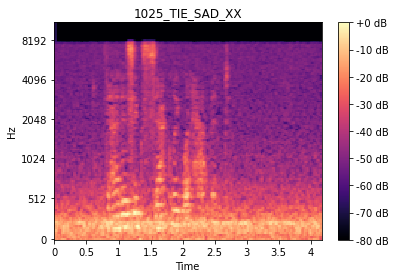 1025_TIE_SAD_XX
8192
4096
2048
1024
512
0
Hz
0 0.5 1 1.5 2 2.5 3 3.5 4
Time
+0 dB
-10 dB
-20 dB
-30 dB
-40 dB
-50 dB
-60 dB
-70 dB
-80 dB